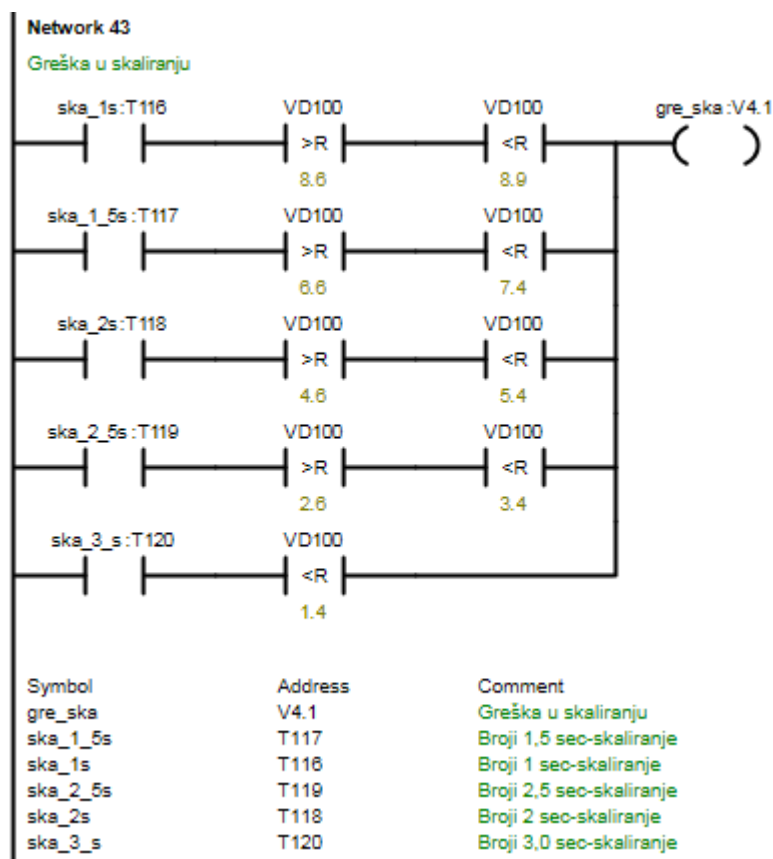 Network 43
Greška u skaliranju
ska_1s:T116 VD100 VD100 gre_ska:V4.1
>R <R
8.6 8.9
ska_1_5s:T117 VD100 VD100
>R <R
6.6 7.4
ska_2s:T118 VD100 VD100
>R <R
4.6 5.4
ska_2_5s:T119 VD100 VD100
>R <R
2.6 3.4
ska_3_s:T120 VD100
<R
1.4
Symbol Address Comment
gre_ska V4.1 Greška u skaliranju
ska_1_5s T117 Broji 1,5 sec-skaliranje
ska_1s T116 Broji 1 sec-skaliranje
ska_2_5s T119 Broji 2,5 sec-skaliranje
ska_2s T118 Broji 2 sec-skaliranje
ska_3_s T120 Broji 3,0 sec-skaliranje